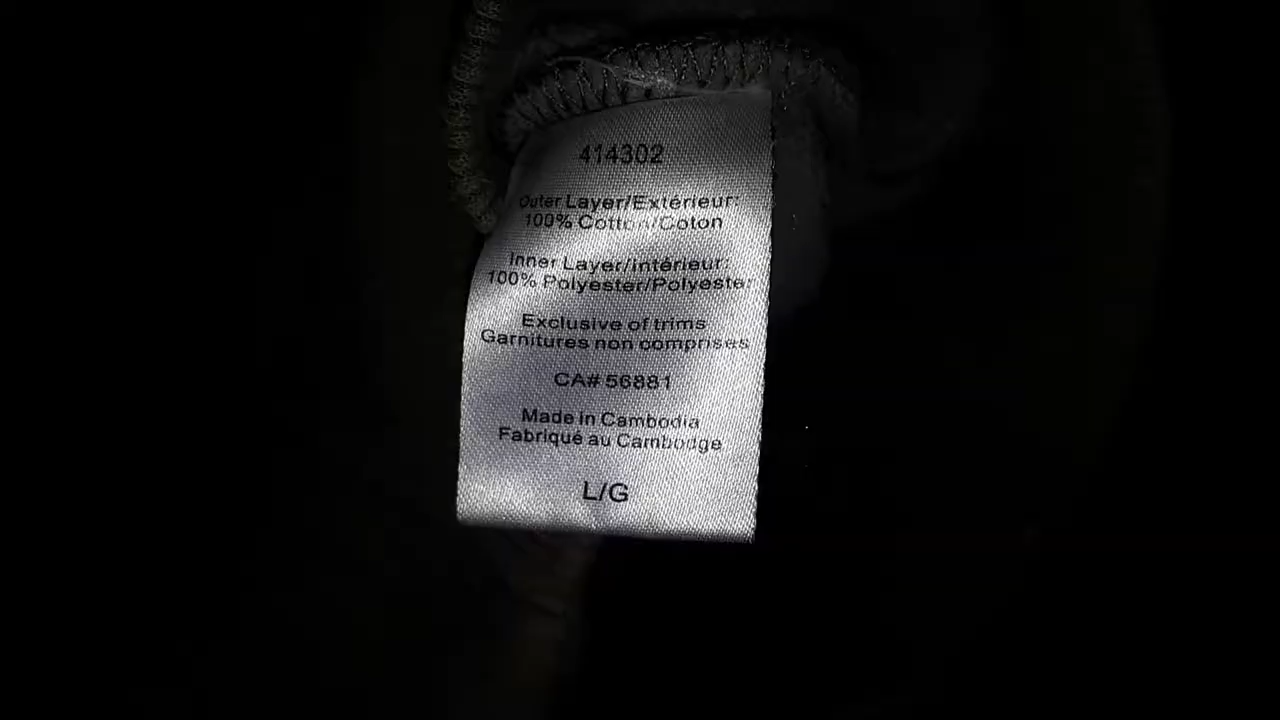 414302
Outer Layer/Extérieur:
100% Cotton/Coton
Inner Layer/Intérieur:
100% Polyester/Polyester
Exclusive of trims
Garnitures non comprises
CA# 56881
Made in Cambodia
Fabriqué au Cambodge
L/G